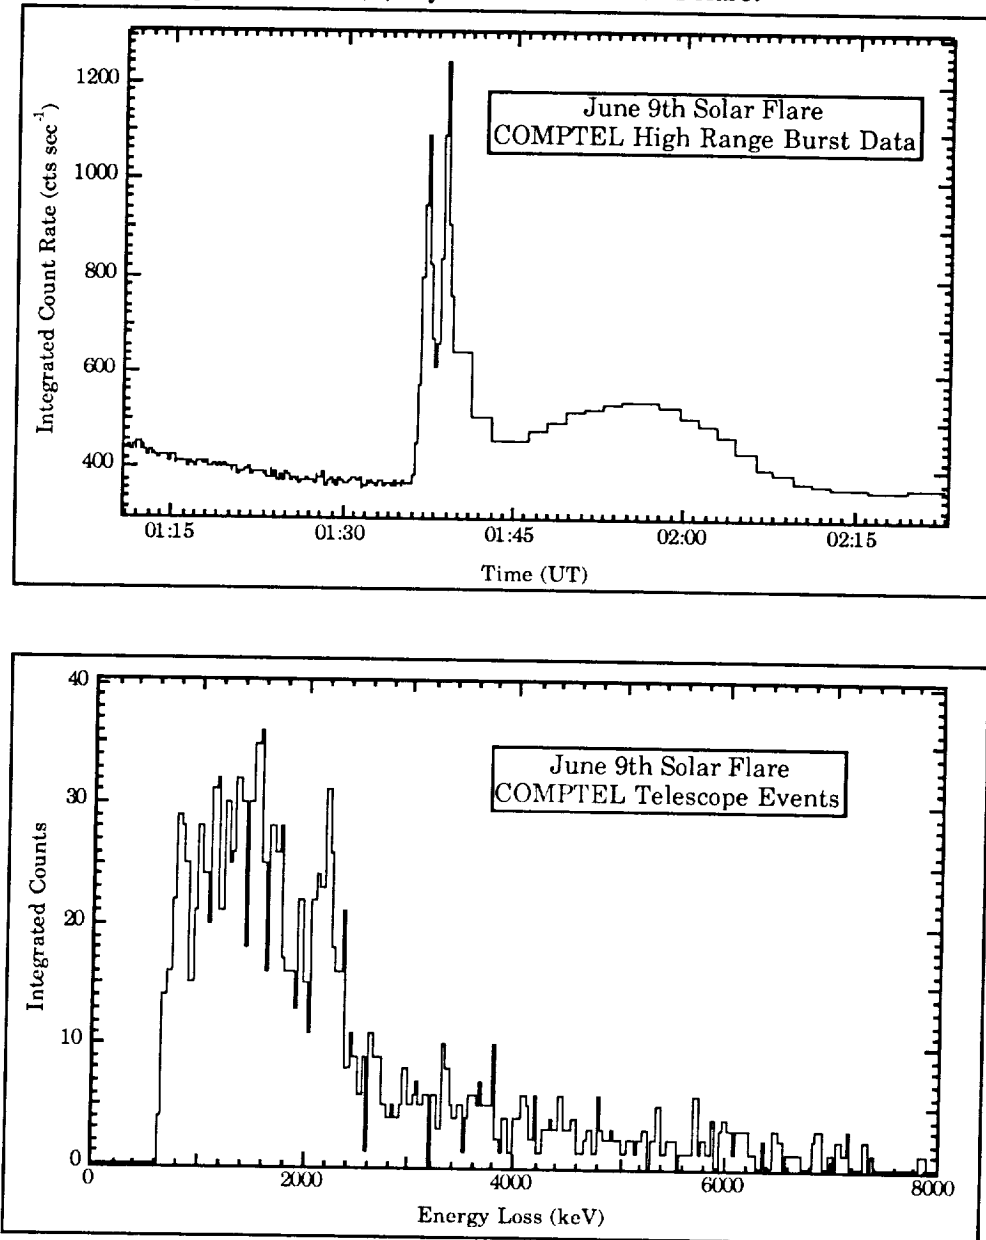 June 9th Solar Flare
COMPTEL High Range Burst Data
Integrated Count Rate (cts sec⁻¹)
1200
1000
800
600
400
01:15 01:30 01:45 02:00 02:15
Time (UT)
June 9th Solar Flare
COMPTEL Telescope Events
Integrated Counts
40
30
20
10
0
0 2000 4000 6000 8000
Energy Loss (keV)